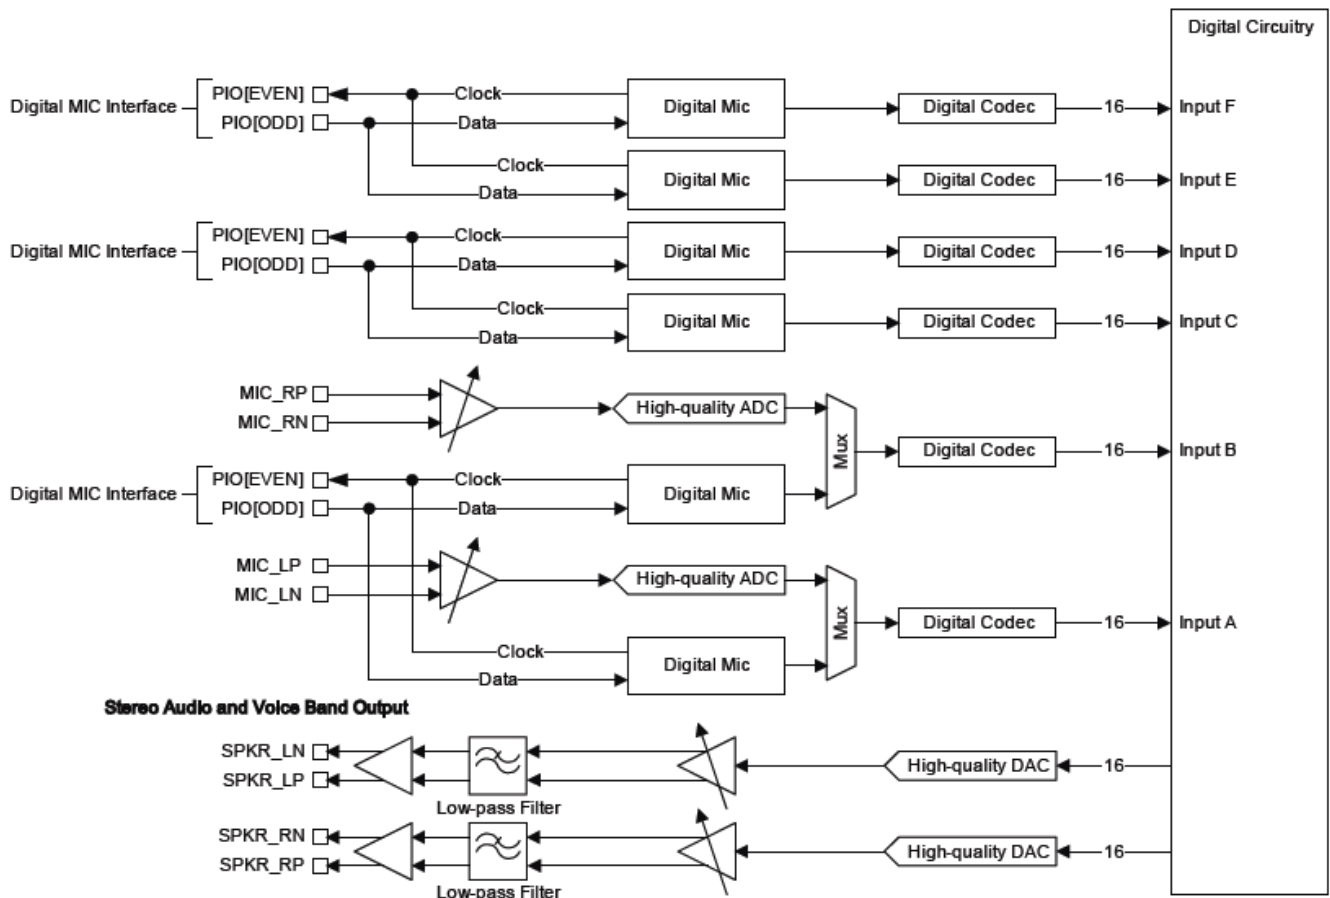 Digital Circuitry
Digital MIC Interface
PIO[EVEN]
Clock
Digital Mic
Digital Codec
16
Input F
PIO[ODD]
Data
Clock
Digital Mic
Digital Codec
16
Input E
Data
Digital MIC Interface
PIO[EVEN]
Clock
Digital Mic
Digital Codec
16
Input D
PIO[ODD]
Data
Clock
Digital Mic
Digital Codec
16
Input C
Data
MIC_RP
MIC_RN
High-quality ADC
Mux
Digital Codec
16
Input B
Digital MIC Interface
PIO[EVEN]
Clock
Digital Mic
PIO[ODD]
Data
MIC_LP
MIC_LN
High-quality ADC
Mux
Digital Codec
16
Input A
Clock
Digital Mic
Data
Stereo Audio and Voice Band Output
SPKR_LN
SPKR_LP
Low-pass Filter
High-quality DAC
16
SPKR_RN
SPKR_RP
Low-pass Filter
High-quality DAC
16